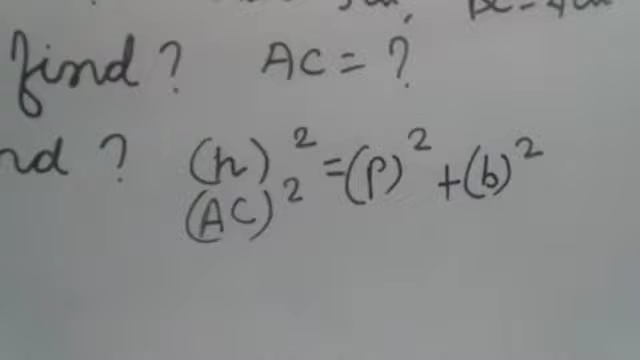 find? AC = ?
nd? (h)² = (p)² + (b)²
(AC)²